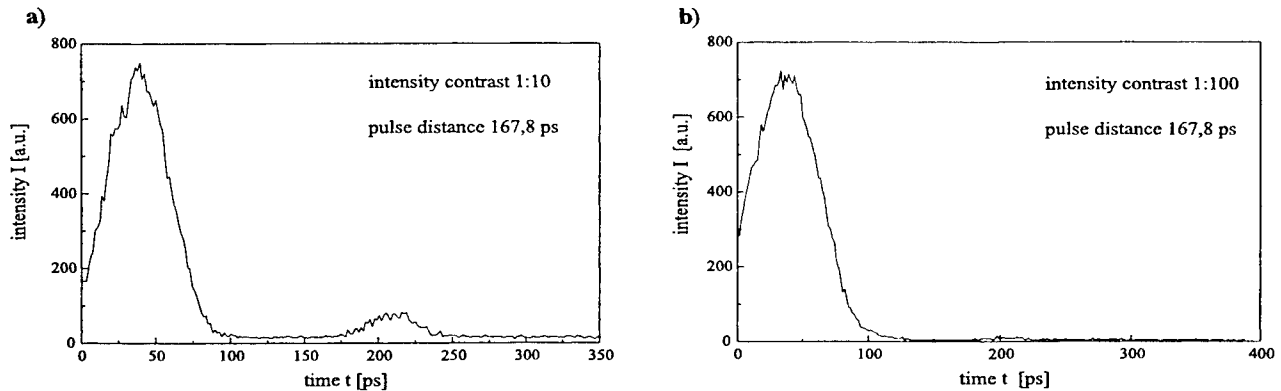 a)
800
600
400
200
0
intensity I [a.u.]
intensity contrast 1:10
pulse distance 167,8 ps
0 50 100 150 200 250 300 350
time t [ps]
b)
800
600
400
200
0
intensity I [a.u.]
intensity contrast 1:100
pulse distance 167,8 ps
0 100 200 300 400
time t [ps]